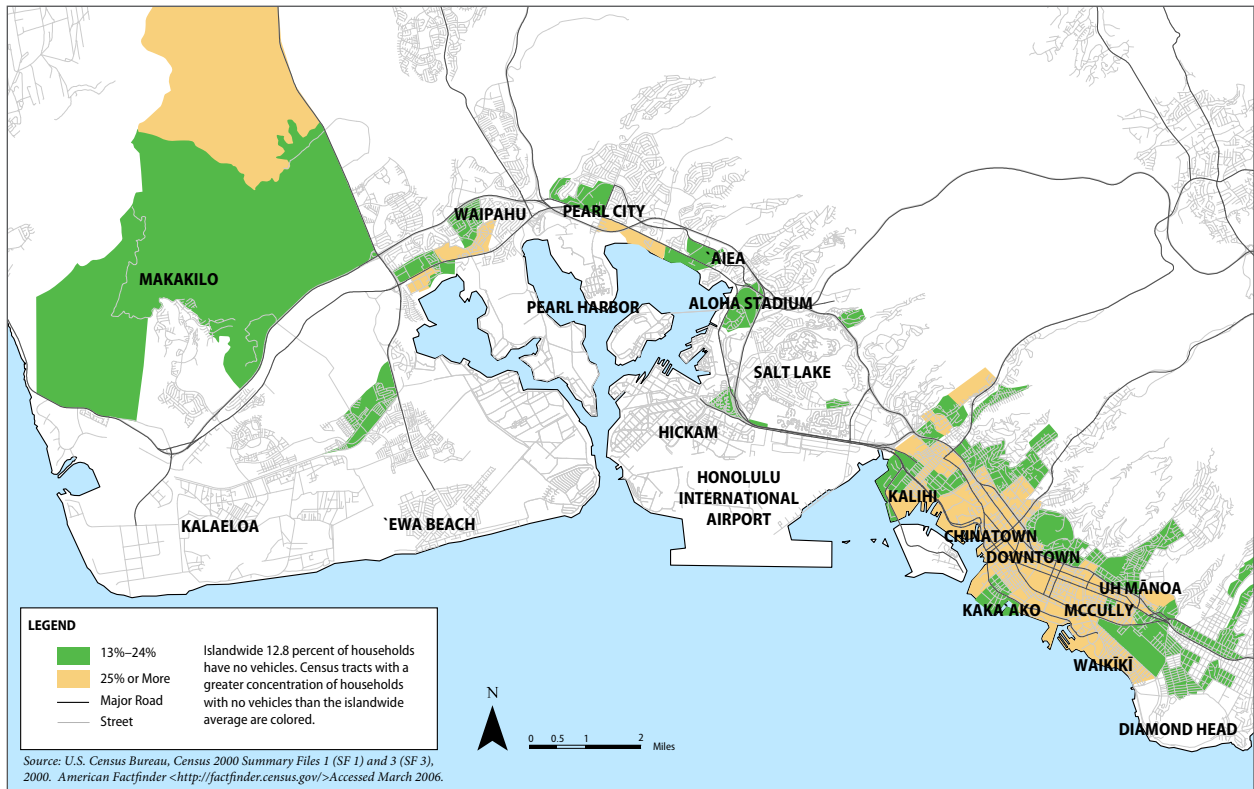 WAIPAHU
PEARL CITY
`AIEA
MAKAKILO
PEARL HARBOR
ALOHA STADIUM
SALT LAKE
HICKAM
HONOLULU
INTERNATIONAL
AIRPORT
KALIHI
KALAELOA
`EWA BEACH
CHINATOWN
DOWNTOWN
UH MĀNOA
KAKA`AKO
MCCULLY
WAIKĪKĪ
DIAMOND HEAD
LEGEND
13%–24%
25% or More
Major Road
Street
Islandwide 12.8 percent of households
have no vehicles. Census tracts with a
greater concentration of households
with no vehicles than the islandwide
average are colored.
N
0 0.5 1 2
Miles
Source: U.S. Census Bureau, Census 2000 Summary Files 1 (SF 1) and 3 (SF 3),
2000. American Factfinder <http://factfinder.census.gov/>Accessed March 2006.